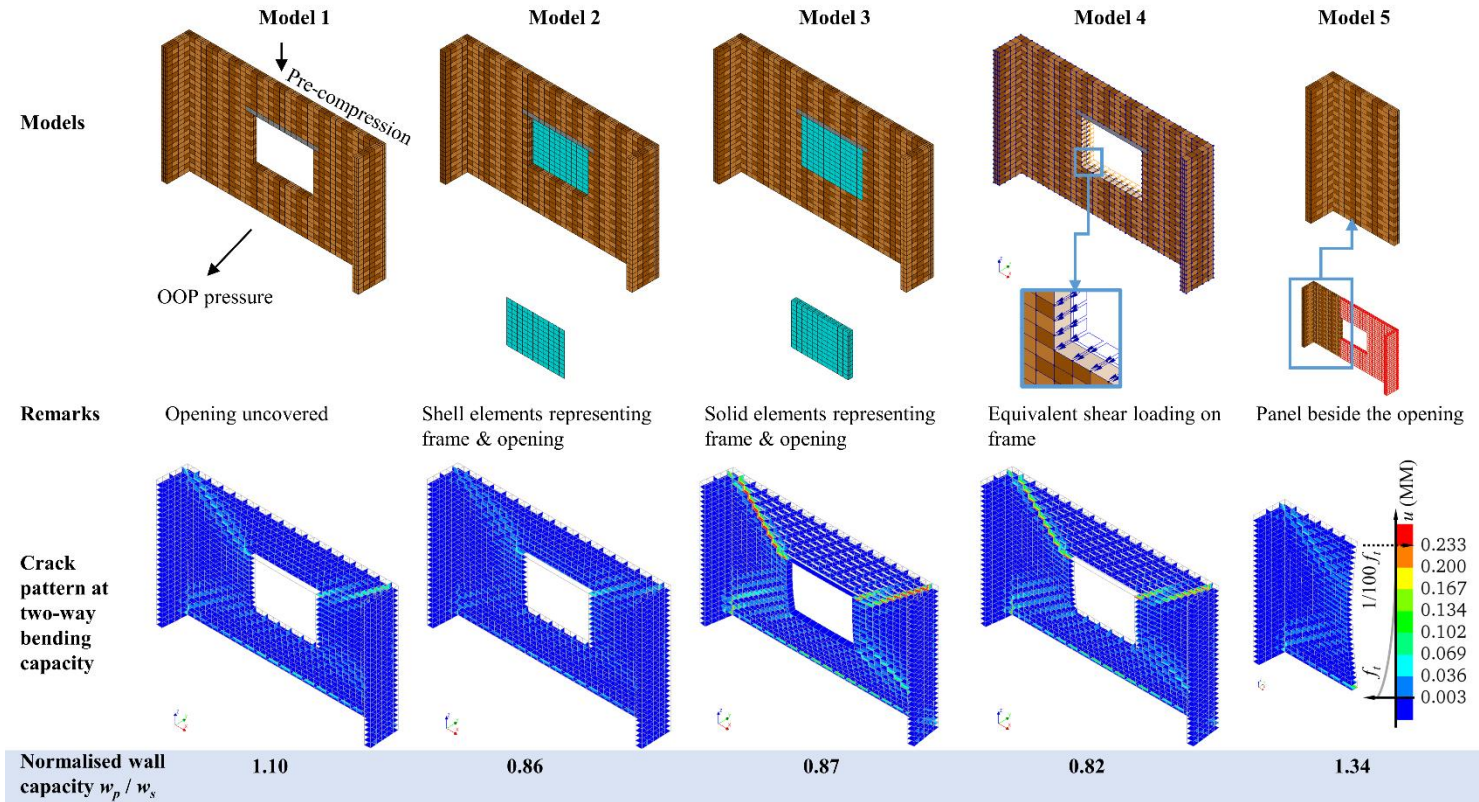 Model 1 Model 2 Model 3 Model 4 Model 5
Models
Pre-compression
OOP pressure
Remarks
Opening uncovered
Shell elements representing
frame & opening
Solid elements representing
frame & opening
Equivalent shear loading on
frame
Panel beside the opening
Crack
pattern at
two-way
bending
capacity
u (MM)
0.233
0.200
0.167
0.134
0.102
0.069
0.036
0.003
1/100 ft
ft
Normalised wall
capacity wp / ws
1.10 0.86 0.87 0.82 1.34